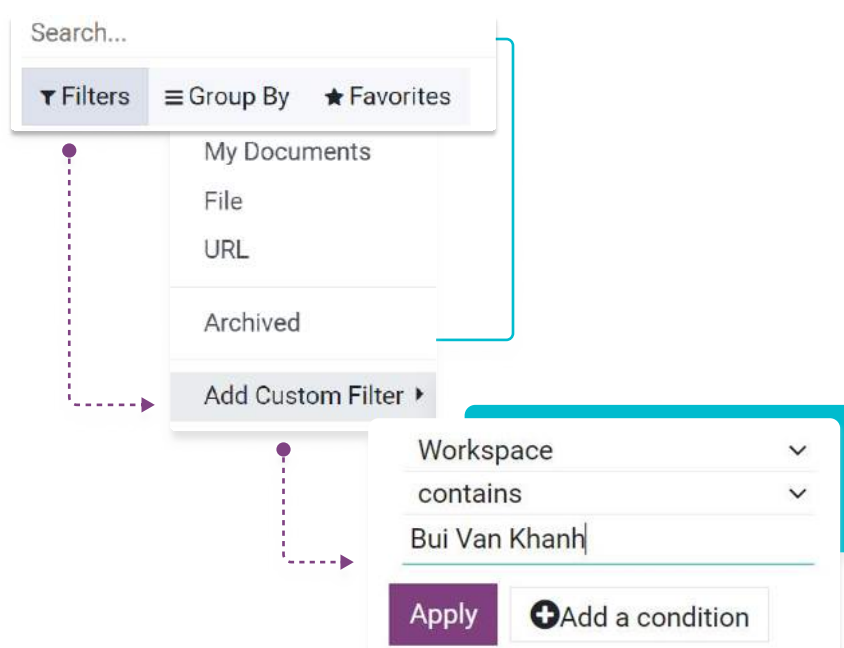 Search...
Filters Group By Favorites
My Documents
File
URL
Archived
Add Custom Filter
Workspace
contains
Bui Van Khanh
Apply Add a condition